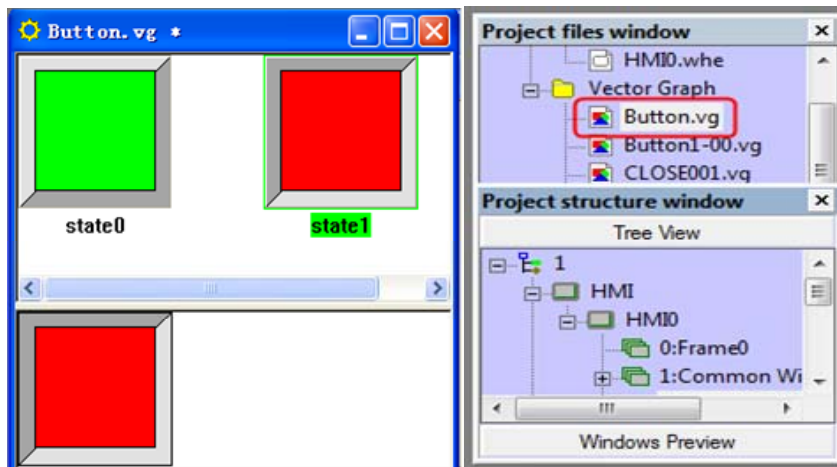 Button.vg *
state0
state1
Project files window
HMI0.whe
Vector Graph
Button.vg
Button1-00.vg
CLOSE001.vg
Project structure window
Tree View
1
HMI
HMI0
0:Frame0
1:Common Wi
Windows Preview